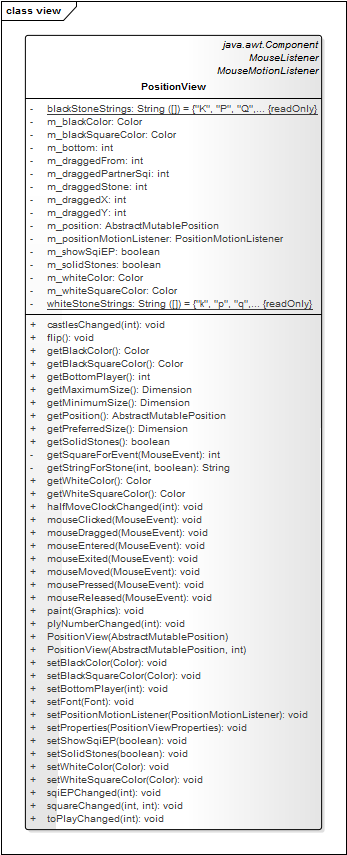 class view
java.awt.Component
MouseListener
MouseMotionListener
PositionView
- blackStoneStrings: String ([]) = {"K", "P", "Q",... {readOnly}
- m_blackColor: Color
- m_blackSquareColor: Color
- m_bottom: int
- m_draggedFrom: int
- m_draggedPartnerSqi: int
- m_draggedStone: int
- m_draggedX: int
- m_draggedY: int
- m_position: AbstractMutablePosition
- m_positionMotionListener: PositionMotionListener
- m_showSqiEP: boolean
- m_solidStones: boolean
- m_whiteColor: Color
- m_whiteSquareColor: Color
- whiteStoneStrings: String ([]) = {"k", "p", "q",... {readOnly}
+ castlesChanged(int): void
+ flip(): void
+ getBlackColor(): Color
+ getBlackSquareColor(): Color
+ getBottomPlayer(): int
+ getMaximumSize(): Dimension
+ getMinimumSize(): Dimension
+ getPosition(): AbstractMutablePosition
+ getPreferredSize(): Dimension
+ getSolidStones(): boolean
- getSquareForEvent(MouseEvent): int
- getStringForStone(int, boolean): String
+ getWhiteColor(): Color
+ getWhiteSquareColor(): Color
+ halfMoveClockChanged(int): void
+ mouseClicked(MouseEvent): void
+ mouseDragged(MouseEvent): void
+ mouseEntered(MouseEvent): void
+ mouseExited(MouseEvent): void
+ mouseMoved(MouseEvent): void
+ mousePressed(MouseEvent): void
+ mouseReleased(MouseEvent): void
+ paint(Graphics): void
+ plyNumberChanged(int): void
+ PositionView(AbstractMutablePosition)
+ PositionView(AbstractMutablePosition, int)
+ setBlackColor(Color): void
+ setBlackSquareColor(Color): void
+ setBottomPlayer(int): void
+ setFont(Font): void
+ setPositionMotionListener(PositionMotionListener): void
+ setProperties(PositionViewProperties): void
+ setShowSqiEP(boolean): void
+ setSolidStones(boolean): void
+ setWhiteColor(Color): void
+ setWhiteSquareColor(Color): void
+ sqiEPChanged(int): void
+ squareChanged(int, int): void
+ toPlayChanged(int): void